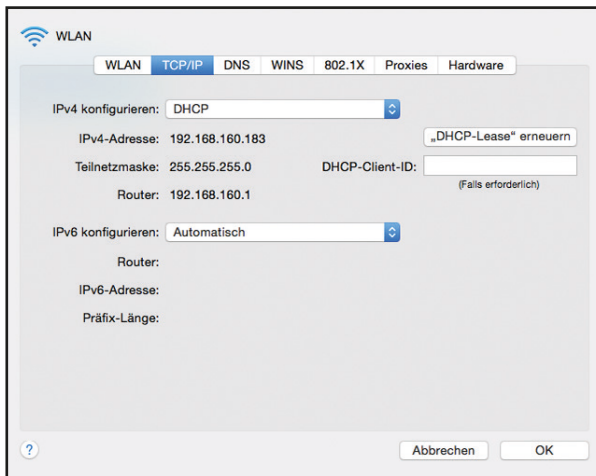 WLAN
WLAN TCP/IP DNS WINS 802.1X Proxies Hardware
IPv4 konfigurieren: DHCP
IPv4-Adresse: 192.168.160.183 „DHCP-Lease“ erneuern
Teilnetzmaske: 255.255.255.0 DHCP-Client-ID:
(Falls erforderlich)
Router: 192.168.160.1
IPv6 konfigurieren: Automatisch
Router:
IPv6-Adresse:
Präfix-Länge:
? Abbrechen OK